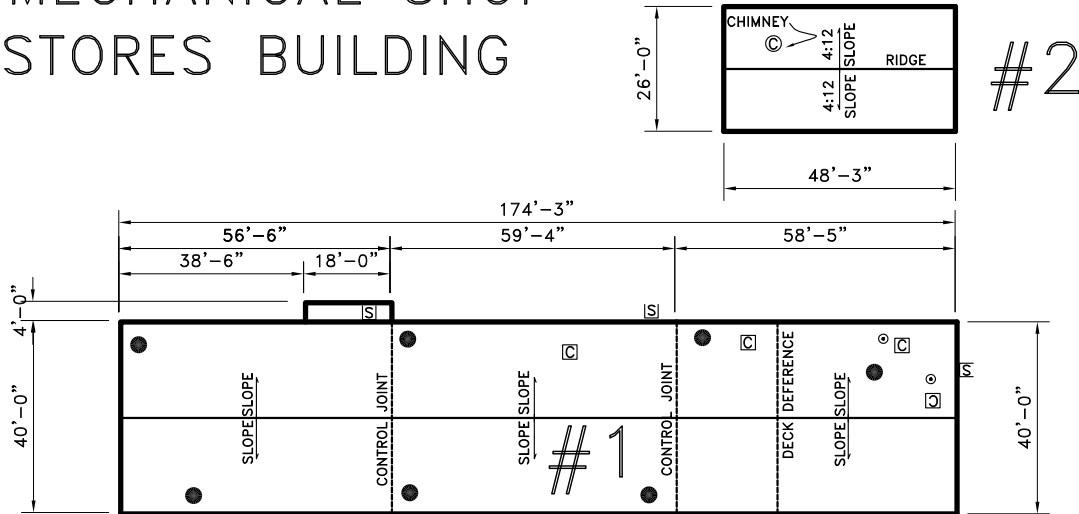 MECHANICAL SHOP
STORES BUILDING
26'-0"
CHIMNEY
C
4:12
SLOPE
4:12
SLOPE
RIDGE
#2
48'-3"
174'-3"
56'-6"
59'-4"
58'-5"
38'-6"
18'-0"
4'-0"
40'-0"
S
S
S
C
C
C
C
SLOPE SLOPE
CONTROL JOINT
SLOPE SLOPE
#1
CONTROL JOINT
DECK DEFERENCE
SLOPE SLOPE
40'-0"